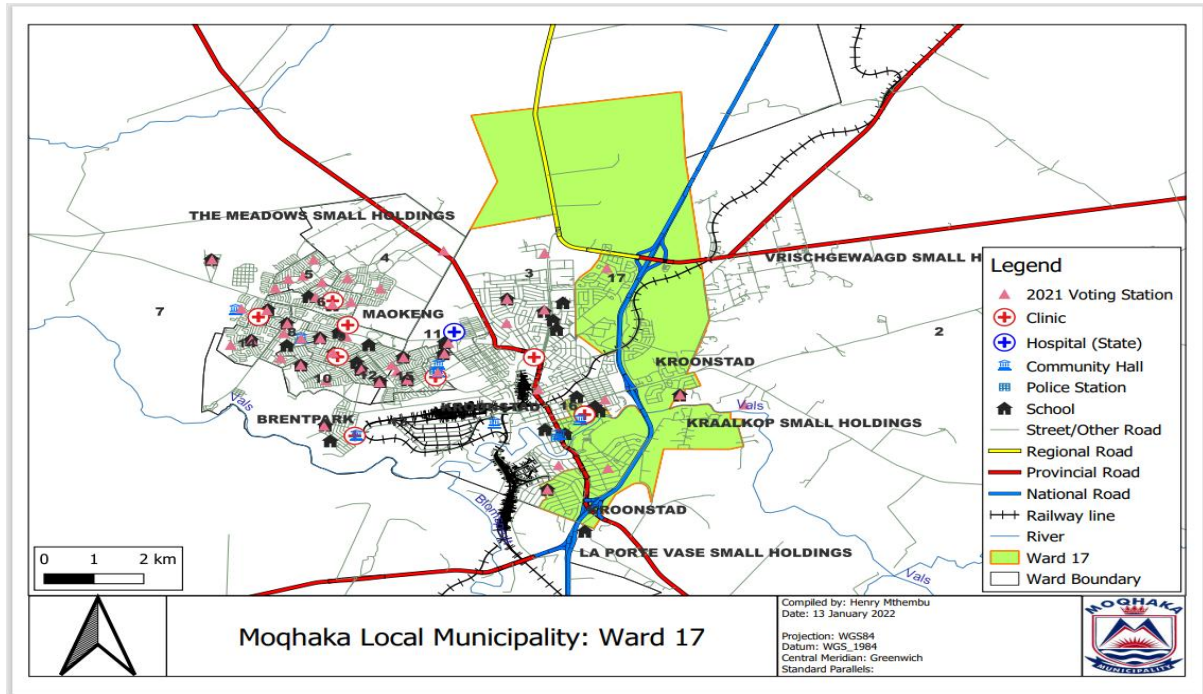 THE MEADOWS SMALL HOLDINGS
VRISCHGEWAAGD SMALL H
MAOKENG
KROONSTAD
BRENTPARK
KRAALKOP SMALL HOLDINGS
KROONSTAD
LA PORTE VASE SMALL HOLDINGS
Vals
Vals
Vals
2
3
4
5
6
7
8
10
11
15
17
Legend
2021 Voting Station
Clinic
Hospital (State)
Community Hall
Police Station
School
Street/Other Road
Regional Road
Provincial Road
National Road
Railway line
River
Ward 17
Ward Boundary
0 1 2 km
Moqhaka Local Municipality: Ward 17
Compiled by: Henry Mthembu
Date: 13 January 2022
Projection: WGS84
Datum: WGS_1984
Central Meridian: Greenwich
Standard Parallels:
MOQHAKA
MUNICIPALITY